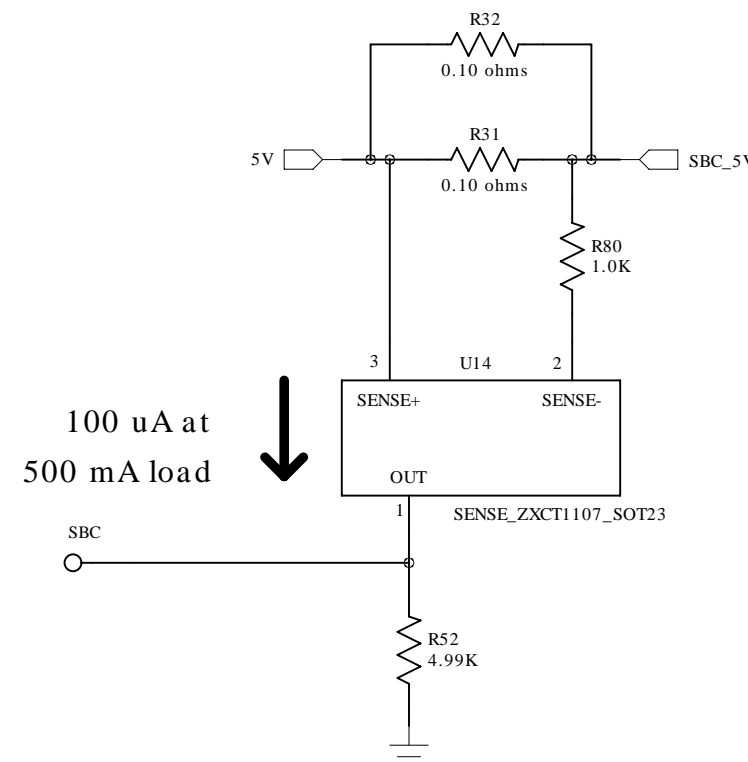 R32
0.10 ohms
R31
5V
SBC_5V
0.10 ohms
R80
1.0K
3
U14
2
SENSE+
SENSE-
100 uA at
500 mA load
OUT
1
SENSE_ZXCT1107_SOT23
SBC
R52
4.99K